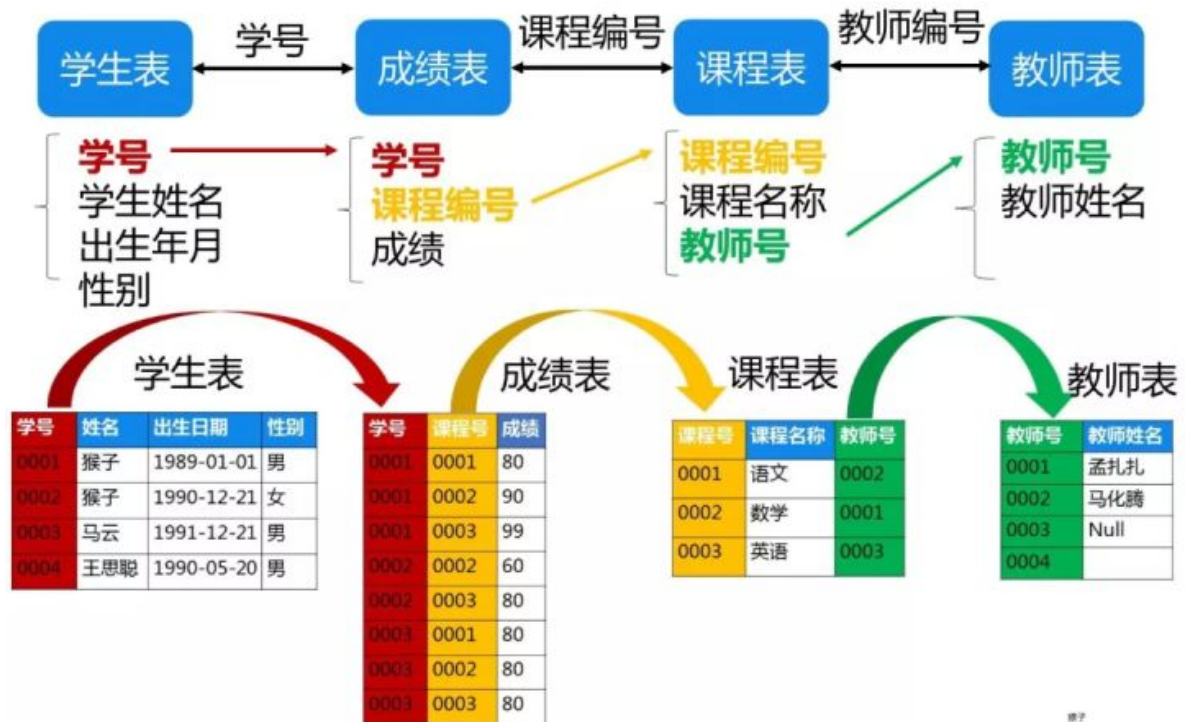 学生表 学号 成绩表 课程编号 课程表 教师编号 教师表
学号
学生姓名
出生年月
性别
学号
课程编号
成绩
课程编号
课程名称
教师号
教师号
教师姓名
学生表
学号 姓名 出生日期 性别
0001 猴子 1989-01-01 男
0002 猴子 1990-12-21 女
0003 马云 1991-12-21 男
0004 王思聪 1990-05-20 男
成绩表
学号 课程号 成绩
0001 0001 80
0001 0002 90
0001 0003 99
0002 0002 60
0002 0003 80
0003 0001 80
0003 0002 80
0003 0003 80
课程表
课程号 课程名称 教师号
0001 语文 0002
0002 数学 0001
0003 英语 0003
教师表
教师号 教师姓名
0001 孟扎扎
0002 马化腾
0003 Null
0004